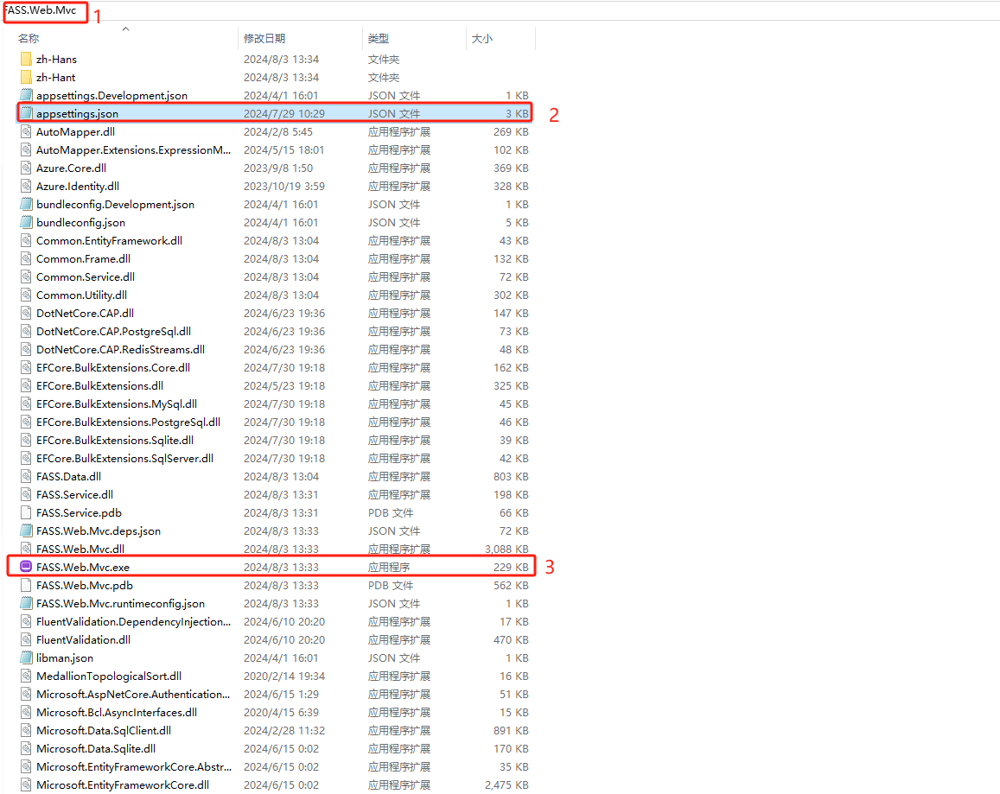 FASS.Web.Mvc 1
名称 修改日期 类型 大小
zh-Hans 2024/8/3 13:34 文件夹
zh-Hant 2024/8/3 13:34 文件夹
appsettings.Development.json 2024/4/1 16:01 JSON 文件 1 KB
appsettings.json 2024/7/29 10:29 JSON 文件 3 KB 2
AutoMapper.dll 2024/2/8 5:45 应用程序扩展 269 KB
AutoMapper.Extensions.ExpressionM... 2024/5/15 18:01 应用程序扩展 102 KB
Azure.Core.dll 2023/9/8 1:50 应用程序扩展 369 KB
Azure.Identity.dll 2023/10/19 3:59 应用程序扩展 328 KB
bundleconfig.Development.json 2024/4/1 16:01 JSON 文件 1 KB
bundleconfig.json 2024/4/1 16:01 JSON 文件 5 KB
Common.EntityFramework.dll 2024/8/3 13:04 应用程序扩展 43 KB
Common.Frame.dll 2024/8/3 13:04 应用程序扩展 132 KB
Common.Service.dll 2024/8/3 13:04 应用程序扩展 72 KB
Common.Utility.dll 2024/8/3 13:04 应用程序扩展 302 KB
DotNetCore.CAP.dll 2024/6/23 19:36 应用程序扩展 147 KB
DotNetCore.CAP.PostgreSql.dll 2024/6/23 19:36 应用程序扩展 73 KB
DotNetCore.CAP.RedisStreams.dll 2024/6/23 19:36 应用程序扩展 48 KB
EFCore.BulkExtensions.Core.dll 2024/7/30 19:18 应用程序扩展 162 KB
EFCore.BulkExtensions.dll 2024/5/23 19:18 应用程序扩展 325 KB
EFCore.BulkExtensions.MySql.dll 2024/7/30 19:18 应用程序扩展 45 KB
EFCore.BulkExtensions.PostgreSql.dll 2024/7/30 19:18 应用程序扩展 46 KB
EFCore.BulkExtensions.Sqlite.dll 2024/7/30 19:18 应用程序扩展 39 KB
EFCore.BulkExtensions.SqlServer.dll 2024/7/30 19:18 应用程序扩展 42 KB
FASS.Data.dll 2024/8/3 13:04 应用程序扩展 803 KB
FASS.Service.dll 2024/8/3 13:31 应用程序扩展 198 KB
FASS.Service.pdb 2024/8/3 13:31 PDB 文件 66 KB
FASS.Web.Mvc.deps.json 2024/8/3 13:33 JSON 文件 72 KB
FASS.Web.Mvc.dll 2024/8/3 13:33 应用程序扩展 3,088 KB
FASS.Web.Mvc.exe 2024/8/3 13:33 应用程序 229 KB 3
FASS.Web.Mvc.pdb 2024/8/3 13:33 PDB 文件 562 KB
FASS.Web.Mvc.runtimeconfig.json 2024/8/3 13:33 JSON 文件 1 KB
FluentValidation.DependencyInjection... 2024/6/10 20:20 应用程序扩展 17 KB
FluentValidation.dll 2024/6/10 20:20 应用程序扩展 470 KB
libman.json 2024/4/1 16:01 JSON 文件 1 KB
MedallionTopologicalSort.dll 2020/2/14 19:34 应用程序扩展 16 KB
Microsoft.AspNetCore.Authentication... 2024/6/15 1:29 应用程序扩展 51 KB
Microsoft.Bcl.AsyncInterfaces.dll 2020/4/15 6:39 应用程序扩展 15 KB
Microsoft.Data.SqlClient.dll 2024/2/28 11:32 应用程序扩展 891 KB
Microsoft.Data.Sqlite.dll 2024/6/15 0:02 应用程序扩展 170 KB
Microsoft.EntityFrameworkCore.Abstr... 2024/6/15 0:02 应用程序扩展 35 KB
Microsoft.EntityFrameworkCore.dll 2024/6/15 0:02 应用程序扩展 2,475 KB